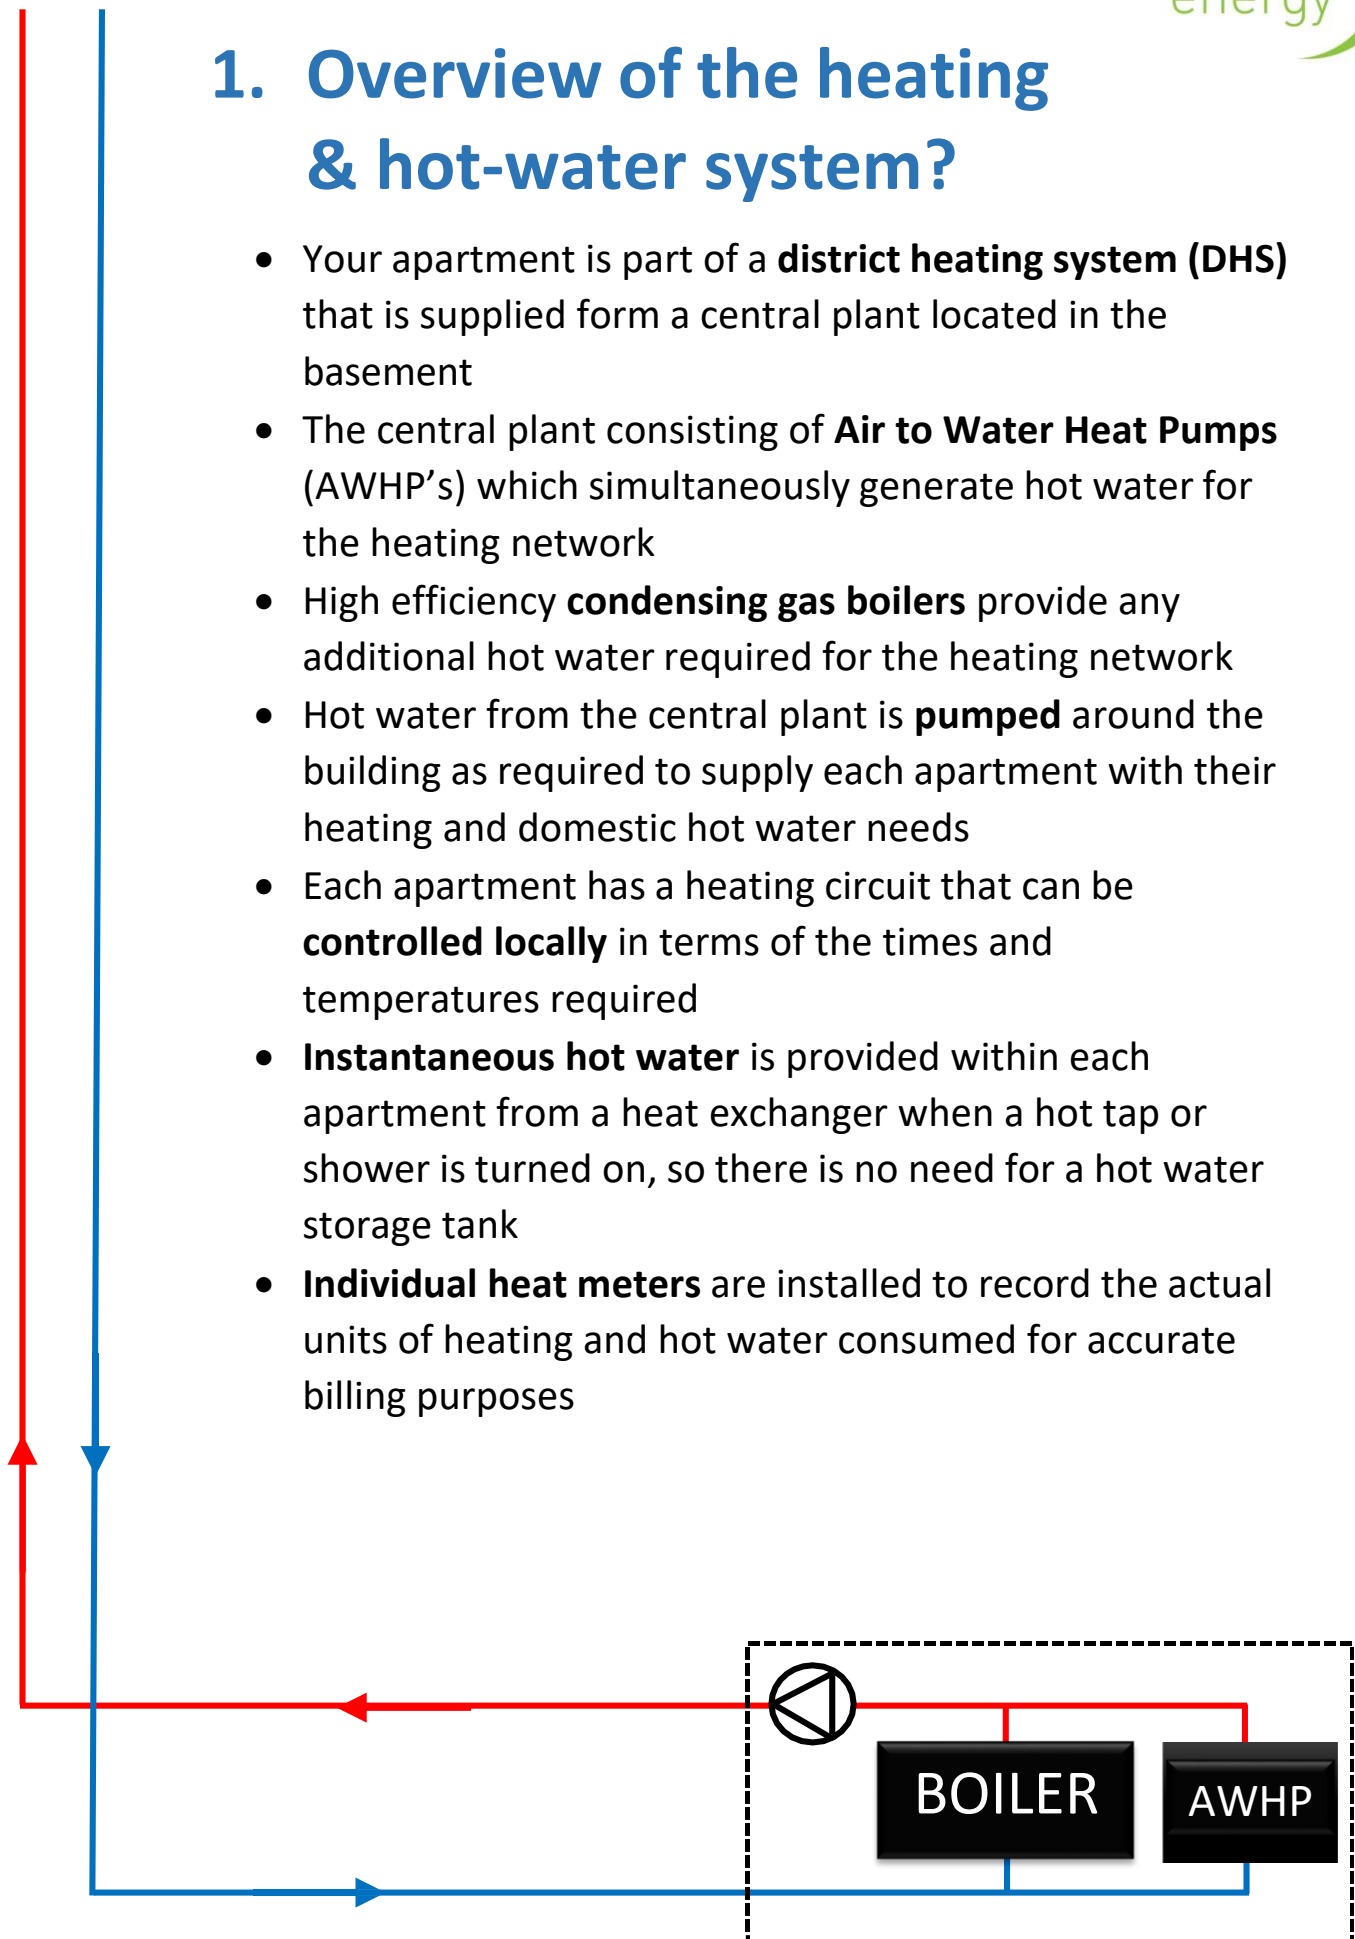 energy
1. Overview of the heating
& hot-water system?
• Your apartment is part of a district heating system (DHS)
that is supplied form a central plant located in the
basement
• The central plant consisting of Air to Water Heat Pumps
(AWHP’s) which simultaneously generate hot water for
the heating network
• High efficiency condensing gas boilers provide any
additional hot water required for the heating network
• Hot water from the central plant is pumped around the
building as required to supply each apartment with their
heating and domestic hot water needs
• Each apartment has a heating circuit that can be
controlled locally in terms of the times and
temperatures required
• Instantaneous hot water is provided within each
apartment from a heat exchanger when a hot tap or
shower is turned on, so there is no need for a hot water
storage tank
• Individual heat meters are installed to record the actual
units of heating and hot water consumed for accurate
billing purposes
BOILER
AWHP